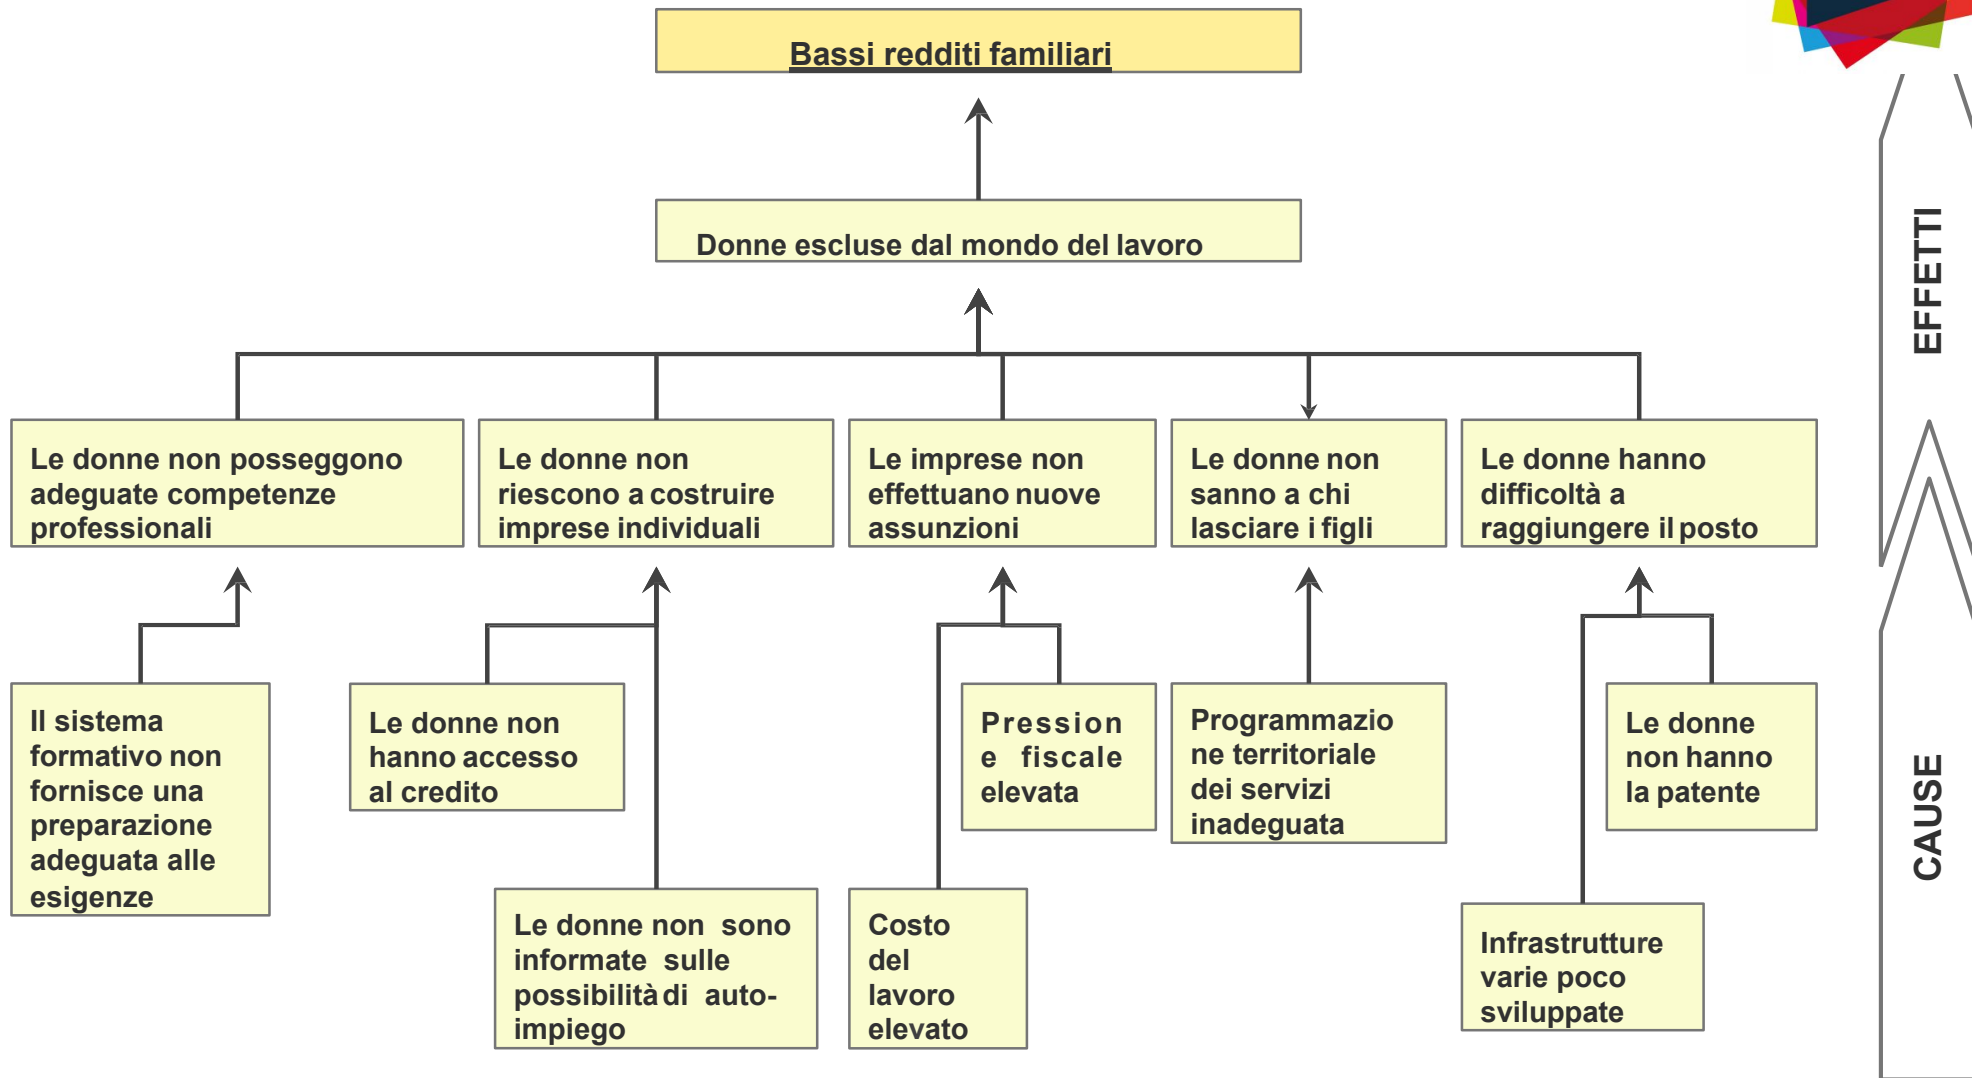 Bassi redditi familiari
Donne escluse dal mondo del lavoro
EFFETTI
Le donne non posseggono
adeguate competenze
professionali
Le donne non
riescono a costruire
imprese individuali
Le imprese non
effettuano nuove
assunzioni
Le donne non
sanno a chi
lasciare i figli
Le donne hanno
difficoltà a
raggiungere il posto
Il sistema
formativo non
fornisce una
preparazione
adeguata alle
esigenze
Le donne non
hanno accesso
al credito
Pression
e fiscale
elevata
Programmazio
ne territoriale
dei servizi
inadeguata
Le donne
non hanno
la patente
CAUSE
Le donne non sono
informate sulle
possibilità di auto-
impiego
Costo
del
lavoro
elevato
Infrastrutture
varie poco
sviluppate